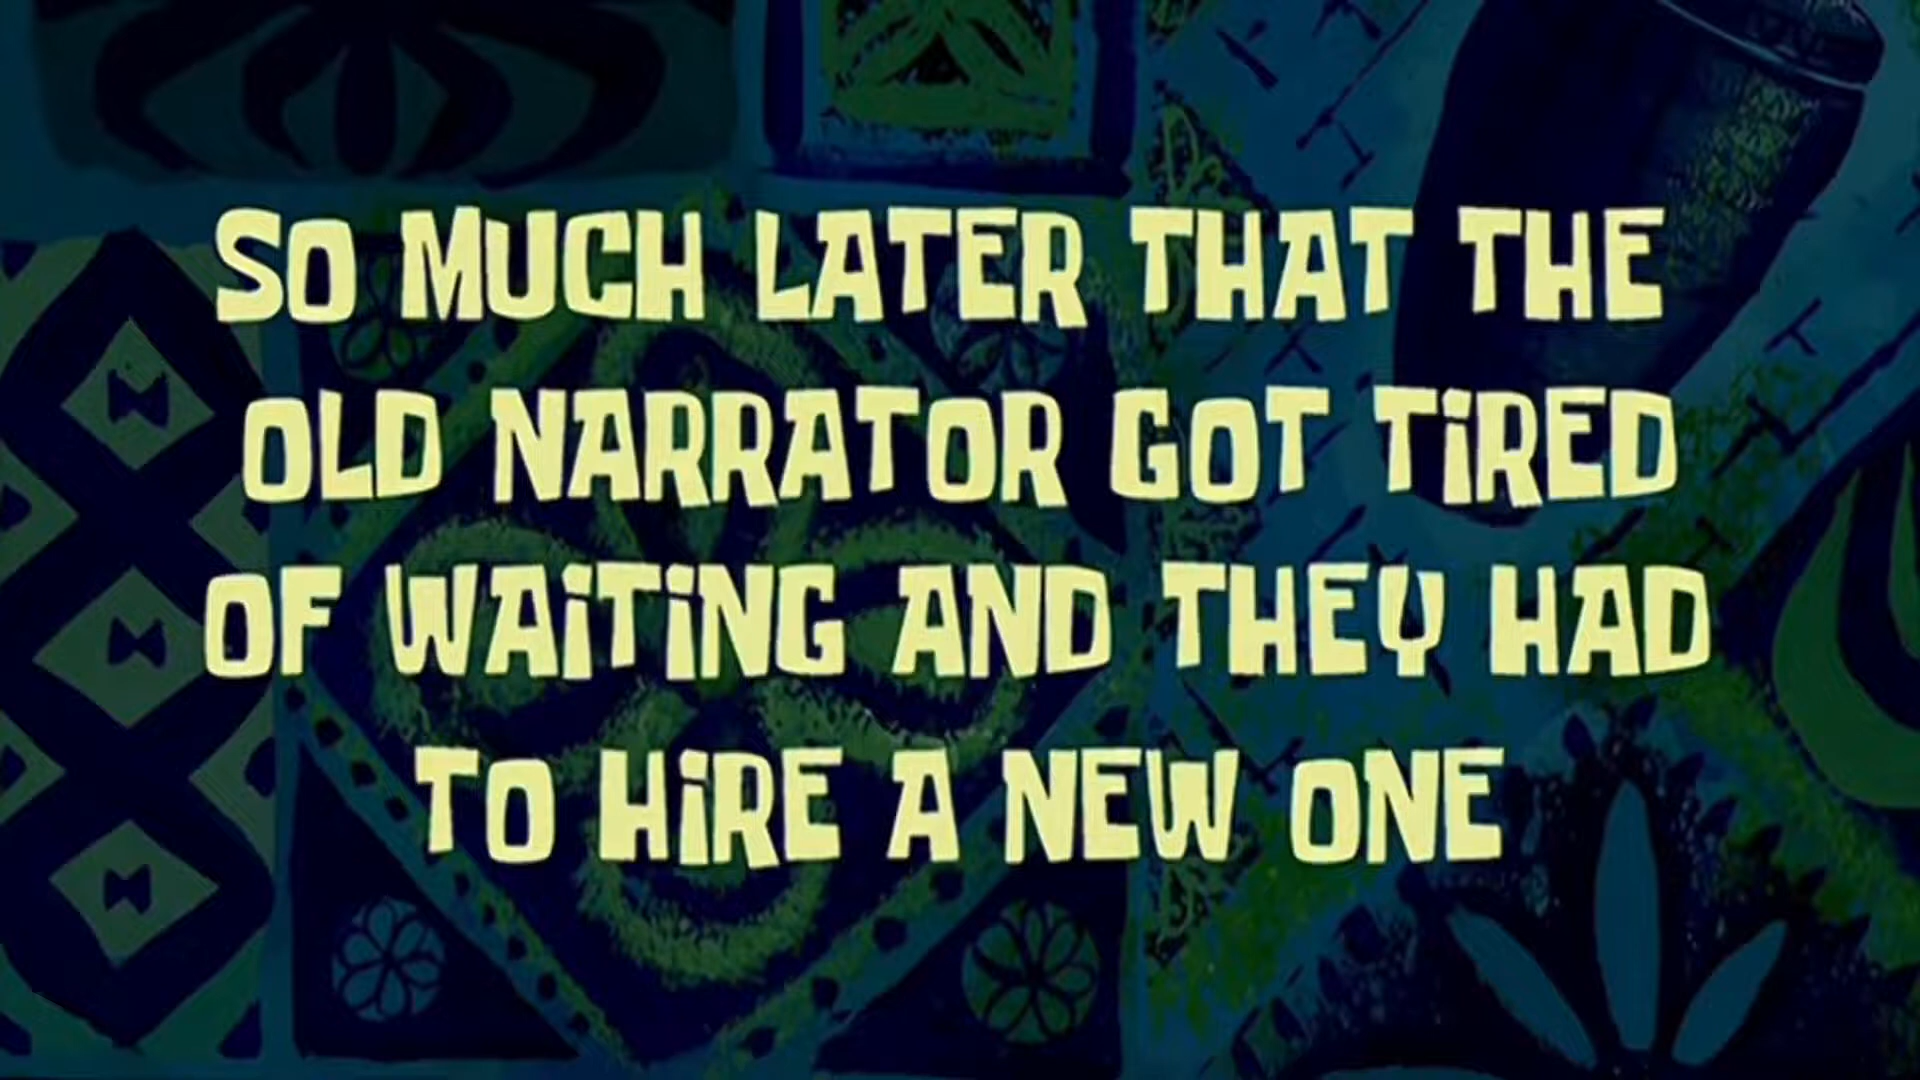 SO MUCH LATER THAT THE
OLD NARRATOR GOT TIRED
OF WAITING AND THEY HAD
TO HIRE A NEW ONE